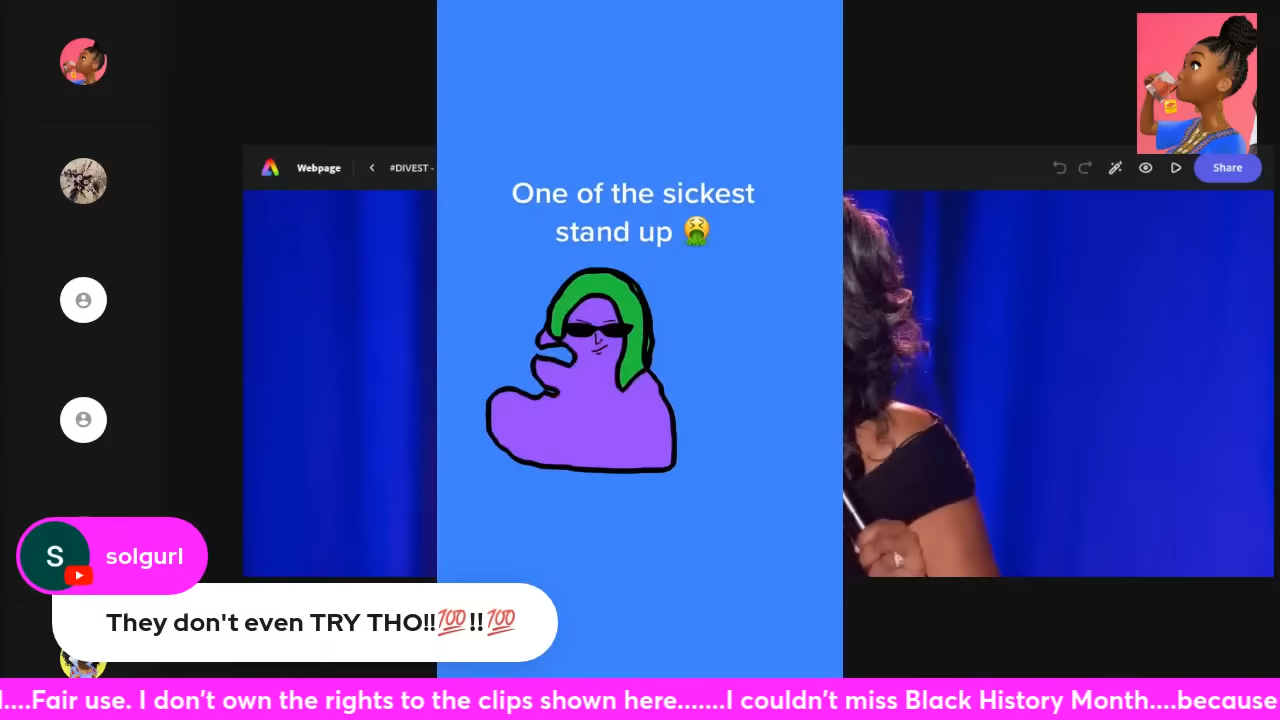 Webpage
#DIVEST -
Share
One of the sickest
stand up 🤮
S
solgurl
They don't even TRY THO!!💯!!💯
....Fair use. I don't own the rights to the clips shown here.......I couldn't miss Black History Month....because